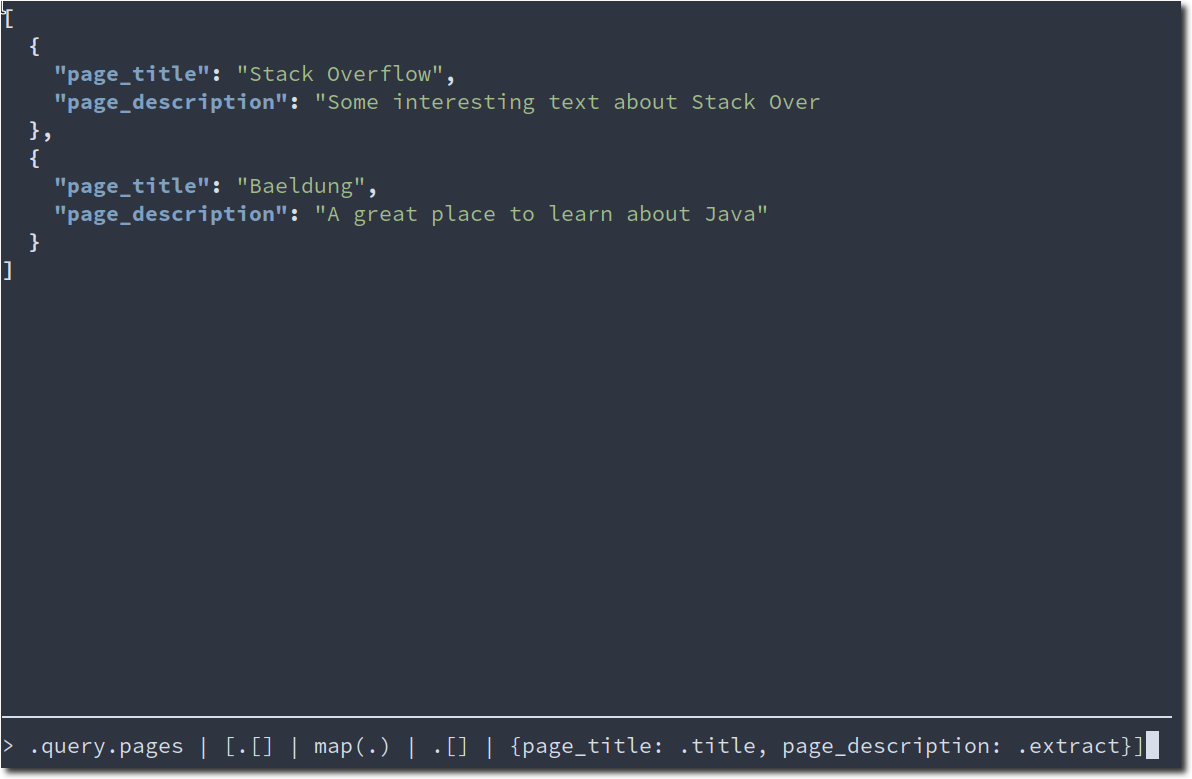 [
  {
    "page_title": "Stack Overflow",
    "page_description": "Some interesting text about Stack Over
  },
  {
    "page_title": "Baeldung",
    "page_description": "A great place to learn about Java"
  }
]
> .query.pages | [.[] | map(.) | .[] | {page_title: .title, page_description: .extract}]